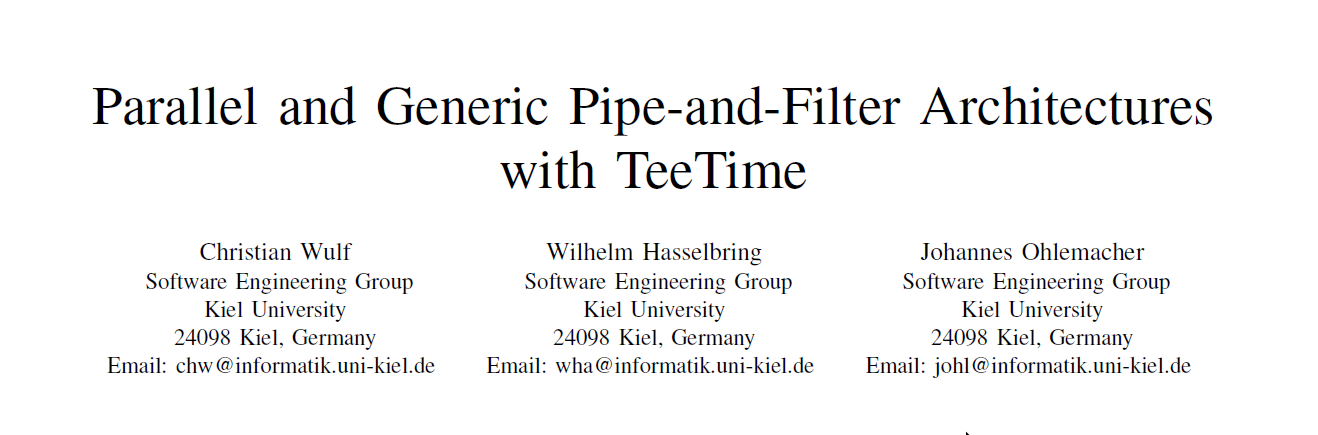 Parallel and Generic Pipe-and-Filter Architectures
with TeeTime
Christian Wulf
Software Engineering Group
Kiel University
24098 Kiel, Germany
Email: chw@informatik.uni-kiel.de
Wilhelm Hasselbring
Software Engineering Group
Kiel University
24098 Kiel, Germany
Email: wha@informatik.uni-kiel.de
Johannes Ohlemacher
Software Engineering Group
Kiel University
24098 Kiel, Germany
Email: johl@informatik.uni-kiel.de